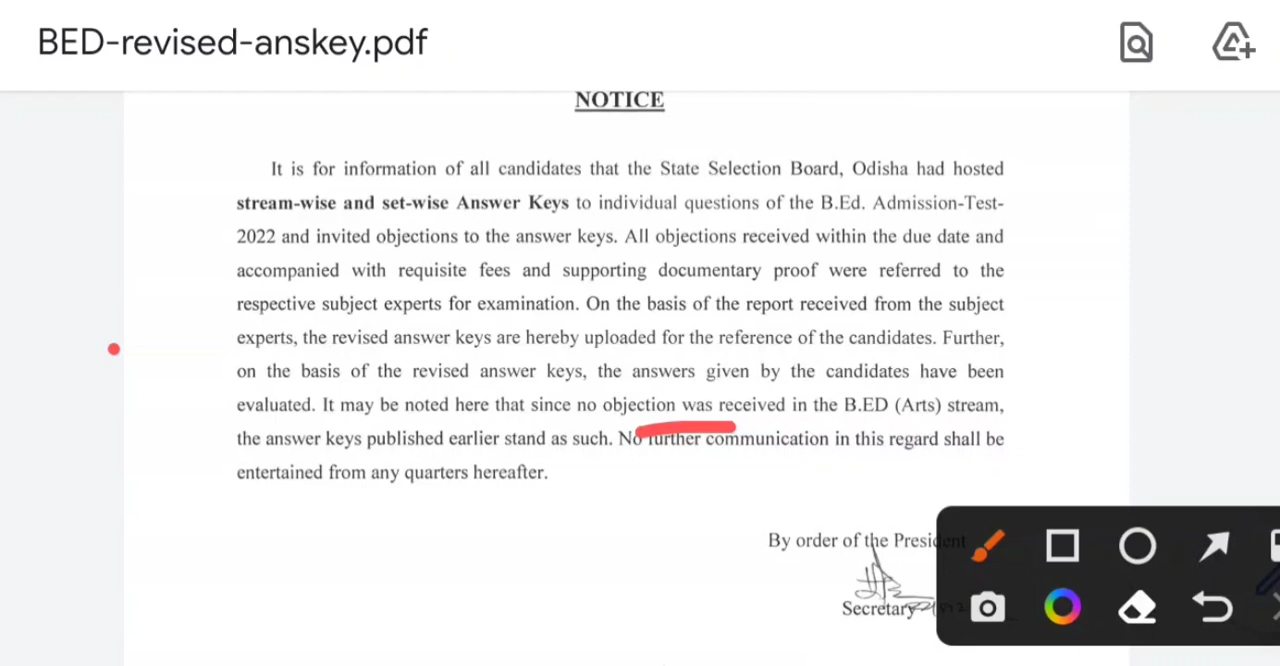 BED-revised-anskey.pdf
NOTICE
It is for information of all candidates that the State Selection Board, Odisha had hosted
stream-wise and set-wise Answer Keys to individual questions of the B.Ed. Admission-Test-
2022 and invited objections to the answer keys. All objections received within the due date and
accompanied with requisite fees and supporting documentary proof were referred to the
respective subject experts for examination. On the basis of the report received from the subject
experts, the revised answer keys are hereby uploaded for the reference of the candidates. Further,
on the basis of the revised answer keys, the answers given by the candidates have been
evaluated. It may be noted here that since no objection was received in the B.ED (Arts) stream,
the answer keys published earlier stand as such. No further communication in this regard shall be
entertained from any quarters hereafter.
By order of the President
Secretary